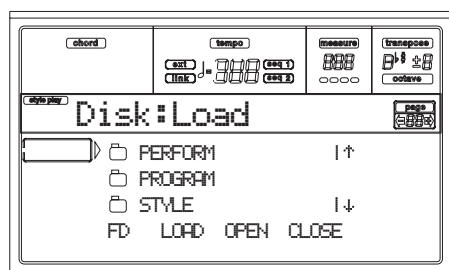 chord tempo measure transpose
ext ♩= seq 1
link seq 2
octave
style play
Disk:Load
page
PERFORM |↑
PROGRAM
STYLE |↓
FD LOAD OPEN CLOSE